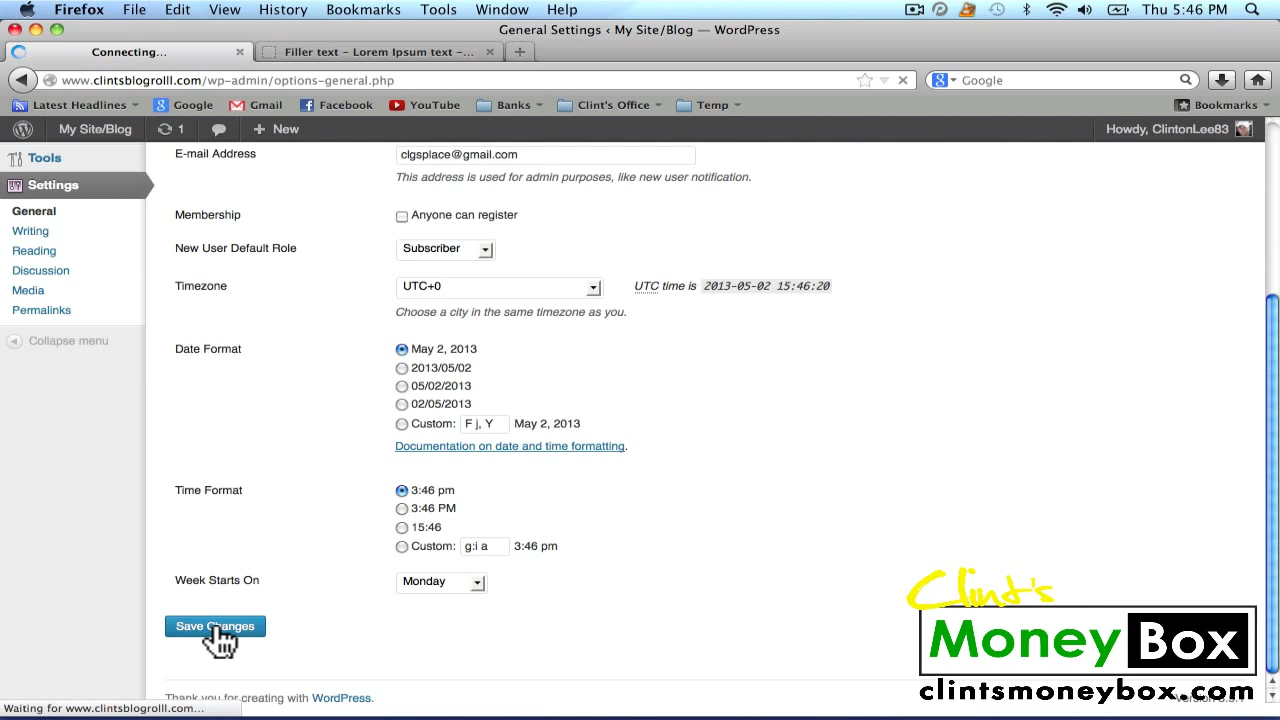 Firefox File Edit View History Bookmarks Tools Window Help Thu 5:46 PM
General Settings ‹ My Site/Blog — WordPress
Connecting... Filler text – Lorem Ipsum text –...
www.clintsblogrolll.com/wp-admin/options-general.php Google
Latest Headlines Google Gmail Facebook YouTube Banks Clint's Office Temp Bookmarks
My Site/Blog 1 New Howdy, ClintonLee83
Tools
Settings
General
Writing
Reading
Discussion
Media
Permalinks
Collapse menu
E-mail Address clgsplace@gmail.com
This address is used for admin purposes, like new user notification.
Membership Anyone can register
New User Default Role Subscriber
Timezone UTC+0 UTC time is 2013-05-02 15:46:20
Choose a city in the same timezone as you.
Date Format May 2, 2013
2013/05/02
05/02/2013
02/05/2013
Custom: F j, Y May 2, 2013
Documentation on date and time formatting.
Time Format 3:46 pm
3:46 PM
15:46
Custom: g:i a 3:46 pm
Week Starts On Monday
Save Changes
Clint's
MoneyBox
clintsmoneybox.com
Thank you for creating with WordPress.
Waiting for www.clintsblogrolll.com...